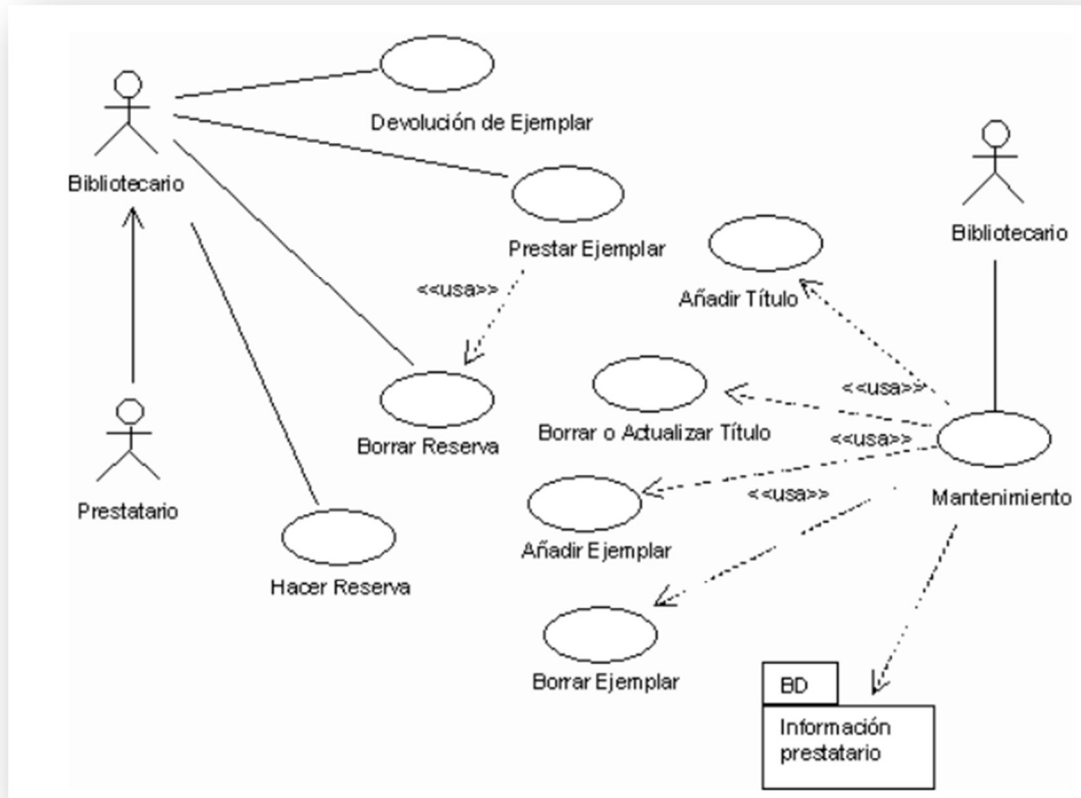 Devolución de Ejemplar
Bibliotecario
Bibliotecario
Prestar Ejemplar
<<usa>>
Añadir Título
<<usa>>
Borrar o Actualizar Título
<<usa>>
Borrar Reserva
<<usa>>
Mantenimiento
Prestatario
Añadir Ejemplar
Hacer Reserva
Borrar Ejemplar
BD
Información
prestatario